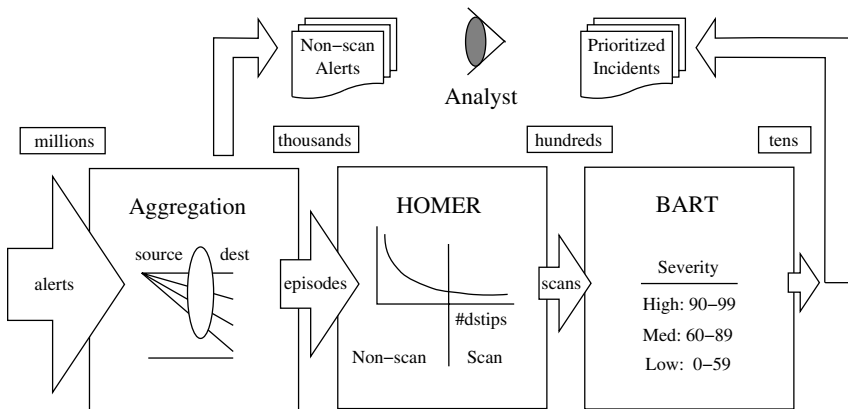 Non−scan
Alerts
Analyst
Prioritized
Incidents
millions
thousands
hundreds
tens
alerts
Aggregation
source
dest
episodes
HOMER
#dstips
Non−scan
Scan
scans
BART
Severity
High: 90−99
Med: 60−89
Low: 0−59